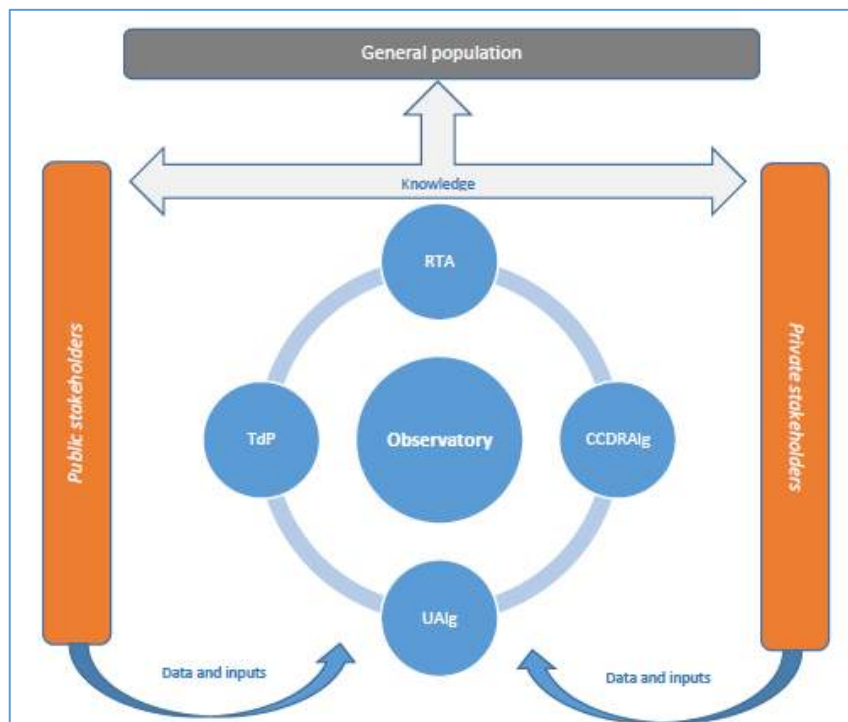 General population
Knowledge
RTA
Public stakeholders
Private stakeholders
TdP
Observatory
CCDRAlg
UAlg
Data and inputs
Data and inputs